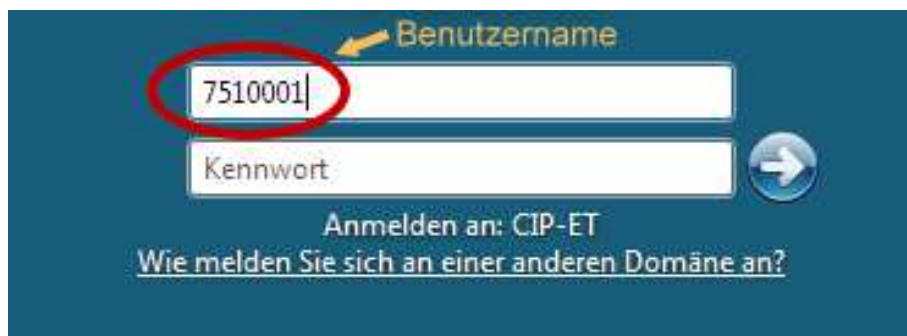 Benutzername
7510001
Kennwort
Anmelden an: CIP-ET
Wie melden Sie sich an einer anderen Domäne an?